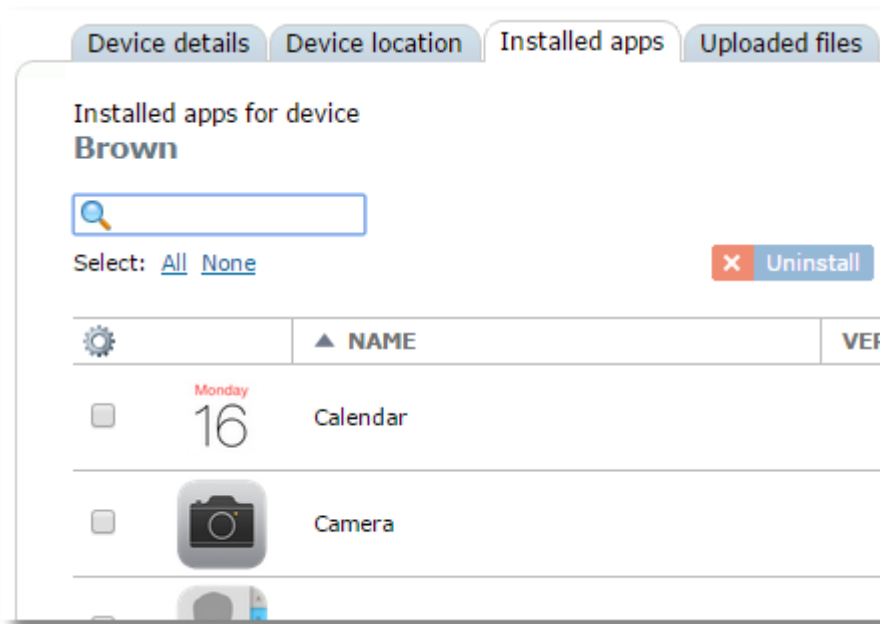 Device details Device location Installed apps Uploaded files
Installed apps for device
Brown
Select: All None
Uninstall
NAME VER
Monday
16
Calendar
Camera